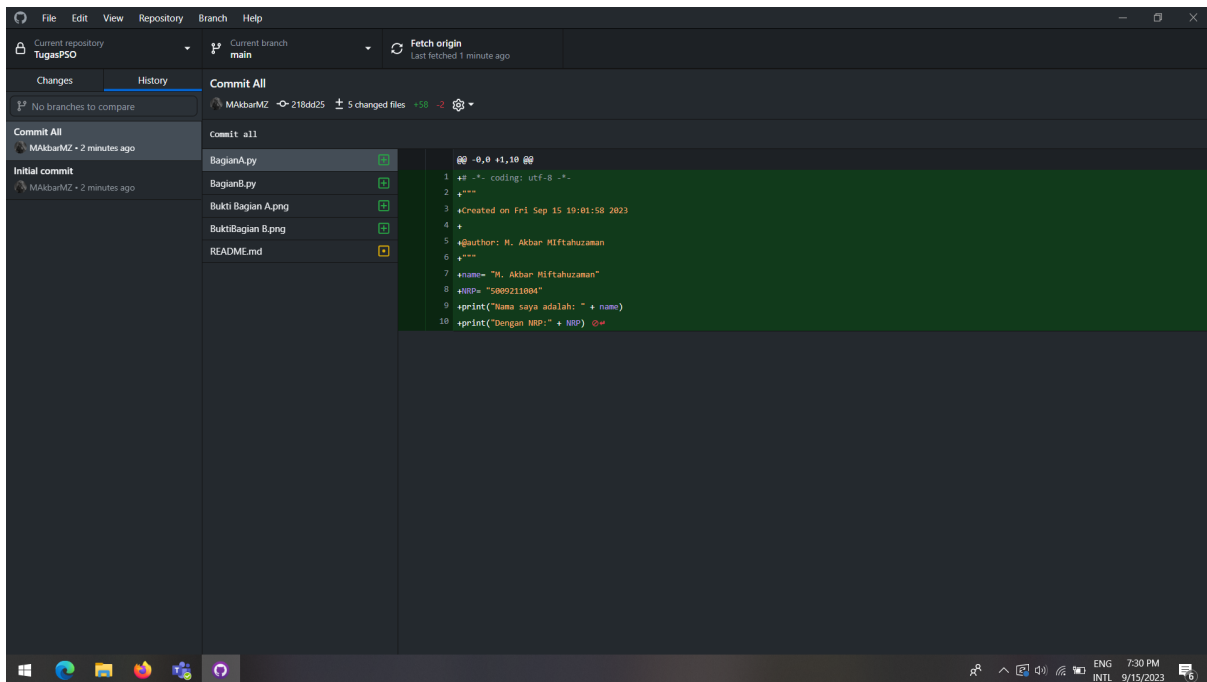 File Edit View Repository Branch Help
Current repository
TugasPSO
Current branch
main
Fetch origin
Last fetched 1 minute ago
Changes History
No branches to compare
Commit All
MAkbarMZ • 2 minutes ago
Initial commit
MAkbarMZ • 2 minutes ago
Commit All
MAkbarMZ 218dd25 5 changed files +58 -2
Commit all
BagianA.py
BagianB.py
Bukti Bagian A.png
BuktiBagian B.png
README.md
@@ -0,0 +1,10 @@
1 +# -*- coding: utf-8 -*-
2 +"""
3 +Created on Fri Sep 15 19:01:58 2023
4 +
5 +@author: M. Akbar MIftahuzaman
6 +"""
7 +name= "M. Akbar Miftahuzaman"
8 +NRP= "5009211004"
9 +print("Nama saya adalah: " + name)
10 +print("Dengan NRP:" + NRP)
ENG 7:30 PM
INTL 9/15/2023
6